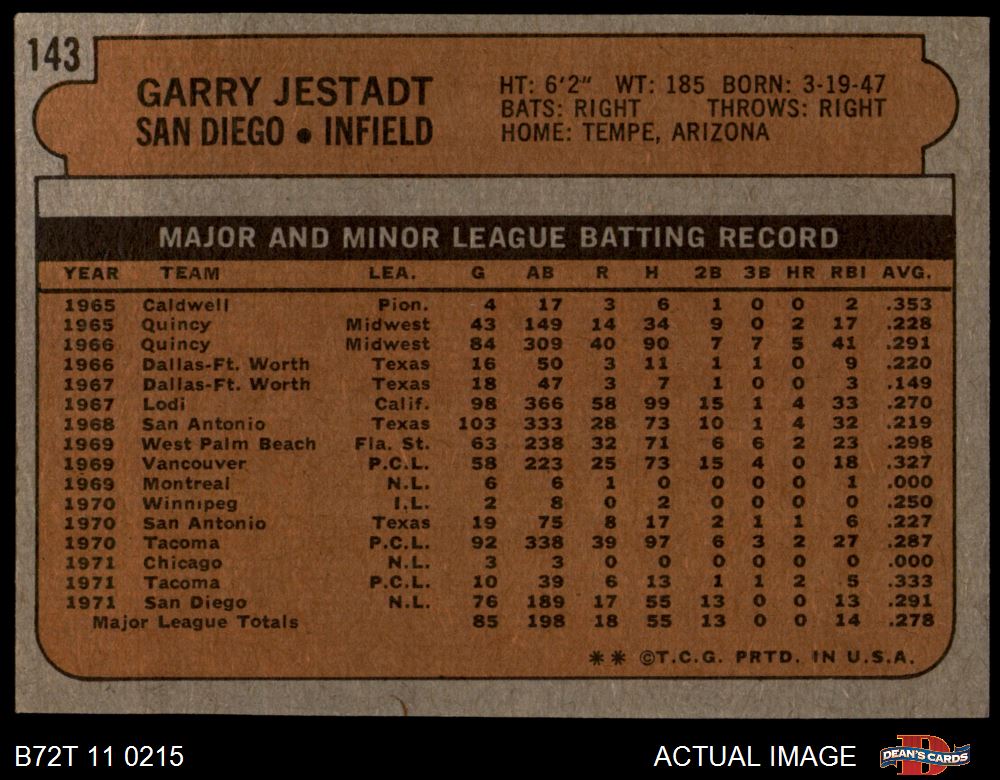 143
GARRY JESTADT
SAN DIEGO • INFIELD
HT: 6'2" WT: 185 BORN: 3-19-47
BATS: RIGHT THROWS: RIGHT
HOME: TEMPE, ARIZONA
MAJOR AND MINOR LEAGUE BATTING RECORD
YEAR TEAM LEA. G AB R H 2B 3B HR RBI AVG.
1965 Caldwell Pion. 4 17 3 6 1 0 0 2 .353
1965 Quincy Midwest 43 149 14 34 9 0 2 17 .228
1966 Quincy Midwest 84 309 40 90 7 7 5 41 .291
1966 Dallas-Ft. Worth Texas 16 50 3 11 1 1 0 9 .220
1967 Dallas-Ft. Worth Texas 18 47 3 7 1 0 0 3 .149
1967 Lodi Calif. 98 366 58 99 15 1 4 33 .270
1968 San Antonio Texas 103 333 28 73 10 1 4 32 .219
1969 West Palm Beach Fla. St. 63 238 32 71 6 6 2 23 .298
1969 Vancouver P.C.L. 58 223 25 73 15 4 0 18 .327
1969 Montreal N.L. 6 6 1 0 0 0 0 1 .000
1970 Winnipeg I.L. 2 8 0 2 0 0 0 0 .250
1970 San Antonio Texas 19 75 8 17 2 1 1 6 .227
1970 Tacoma P.C.L. 92 338 39 97 6 3 2 27 .287
1971 Chicago N.L. 3 3 0 0 0 0 0 0 .000
1971 Tacoma P.C.L. 10 39 6 13 1 1 2 5 .333
1971 San Diego N.L. 76 189 17 55 13 0 0 13 .291
Major League Totals 85 198 18 55 13 0 0 14 .278
** ©T.C.G. PRTD. IN U.S.A.
B72T 11 0215
ACTUAL IMAGE
DEAN'S CARDS